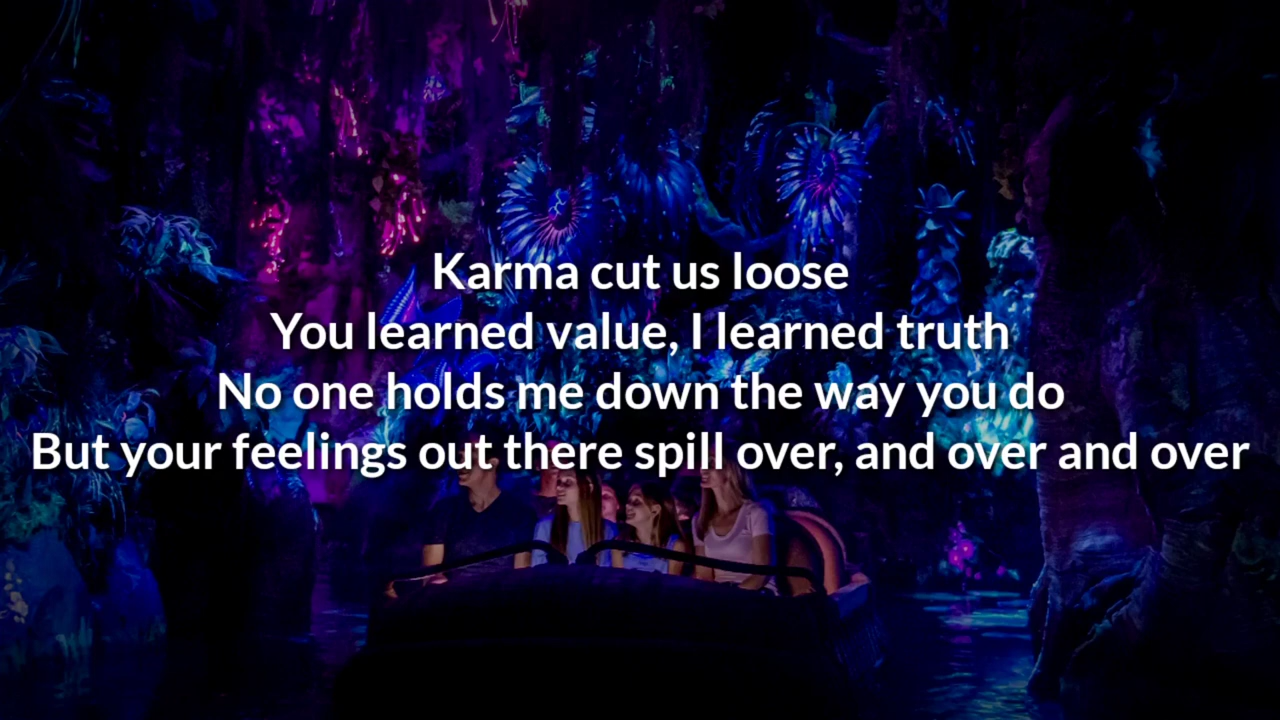 Karma cut us loose
You learned value, I learned truth
No one holds me down the way you do
But your feelings out there spill over, and over and over